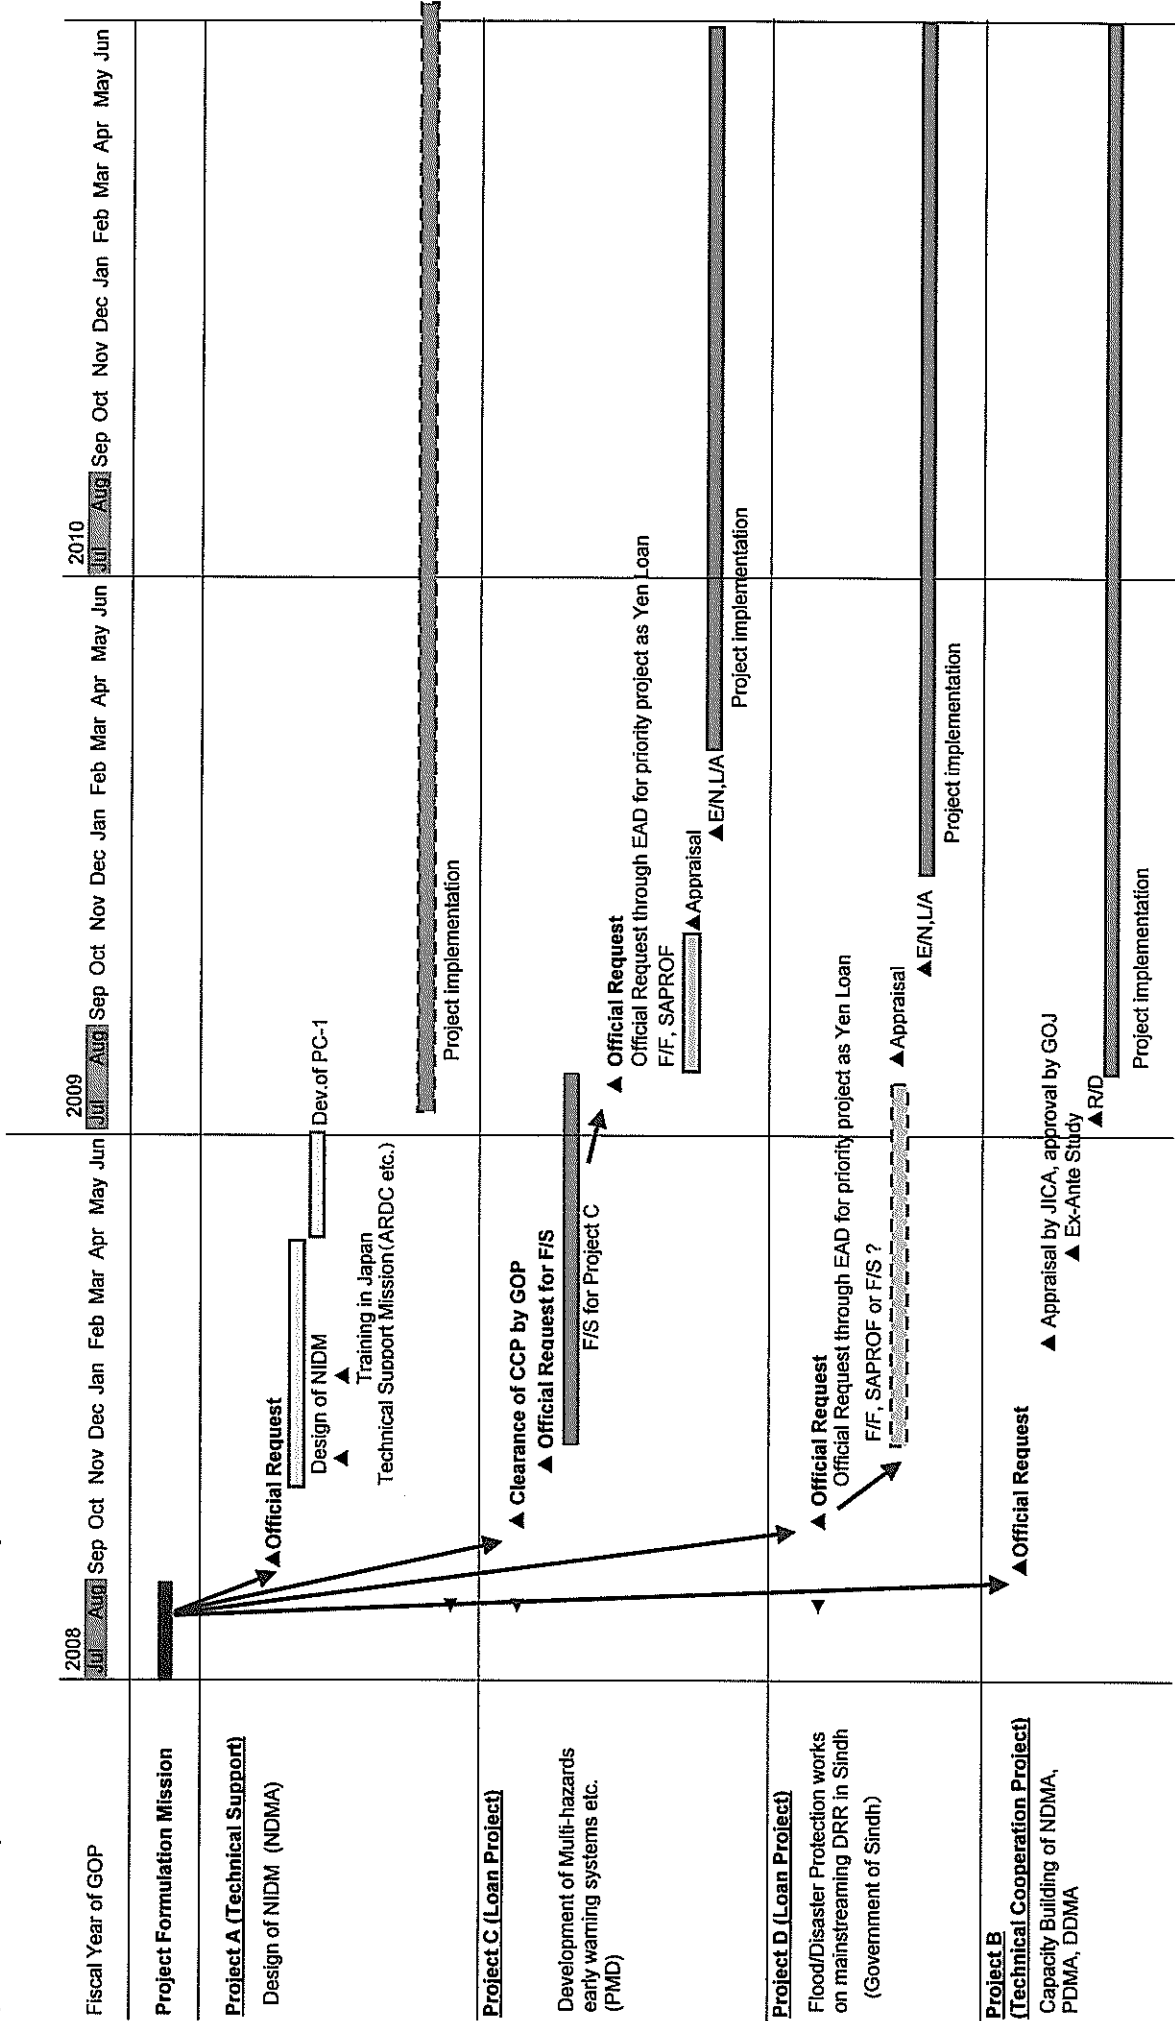 Fiscal Year of GOP
2008
Jul Aug Sep Oct Nov Dec Jan Feb Mar Apr May Jun
2009
Jul Aug Sep Oct Nov Dec Jan Feb Mar Apr May Jun
2010
Jul Aug Sep Oct Nov Dec Jan Feb Mar Apr May Jun
Project Formulation Mission
Project A (Technical Support)
Design of NIDM (NDMA)
▲Official Request
Design of NIDM
Dev.of PC-1
▲ ▲
Training in Japan
Technical Support Mission(ARDC etc.)
Project implementation
Project C (Loan Project)
Development of Multi-hazards
early warning systems etc.
(PMD)
▲ Clearance of CCP by GOP
▲ Official Request for F/S
F/S for Project C
▲ Official Request
Official Request through EAD for priority project as Yen Loan
F/F, SAPROF
▲Appraisal
▲E/N,L/A
Project implementation
Project D (Loan Project)
Flood/Disaster Protection works
on mainstreaming DRR in Sindh
(Government of Sindh)
▲ Official Request
Official Request through EAD for priority project as Yen Loan
F/F, SAPROF or F/S ?
▲Appraisal
▲E/N,L/A
Project implementation
Project B
(Technical Cooperation Project)
Capacity Building of NDMA,
PDMA, DDMA
▲Official Request
▲ Appraisal by JICA, approval by GOJ
▲ Ex-Ante Study
▲R/D
Project implementation